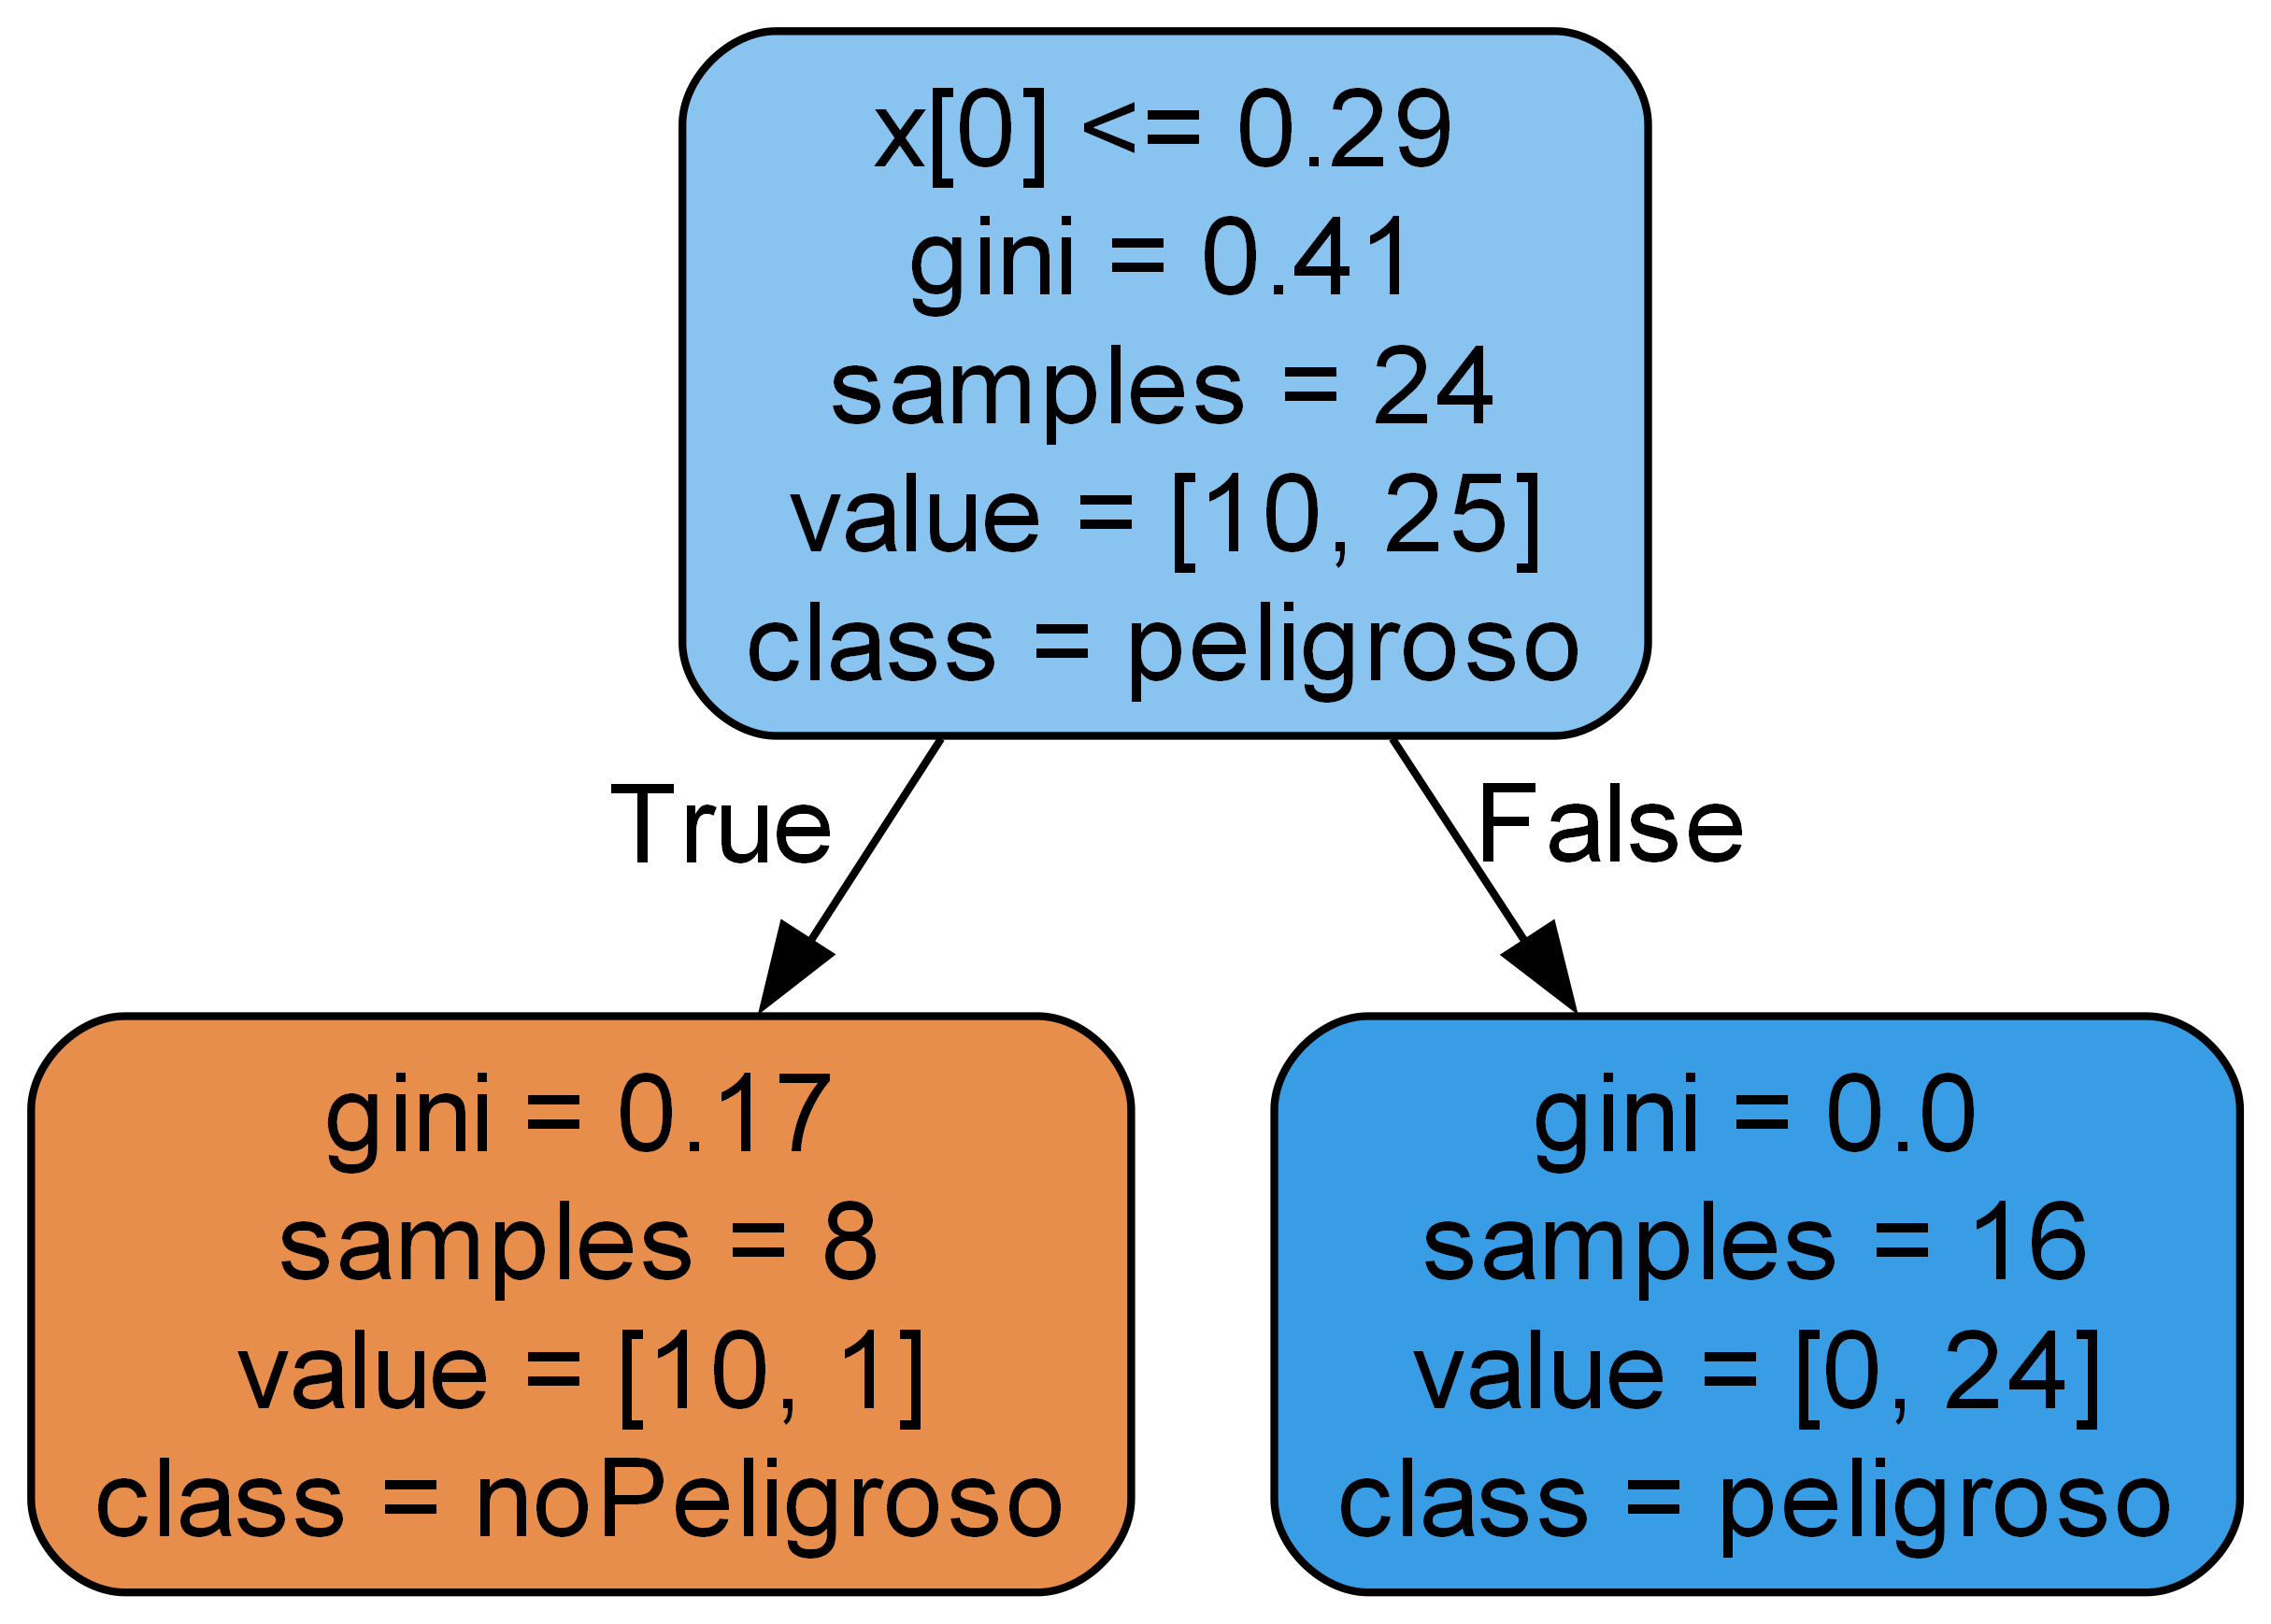 x[0] <= 0.29
gini = 0.41
samples = 24
value = [10, 25]
class = peligroso
True
False
gini = 0.17
samples = 8
value = [10, 1]
class = noPeligroso
gini = 0.0
samples = 16
value = [0, 24]
class = peligroso